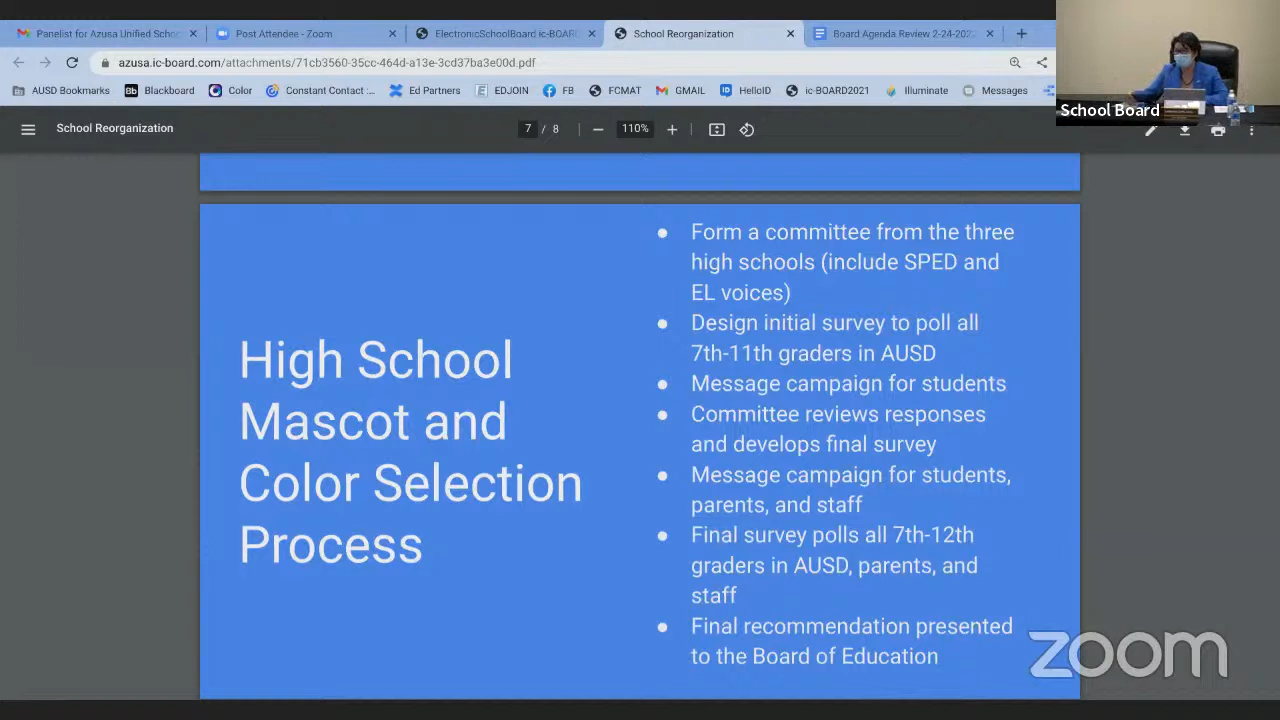 Panelist for Azusa Unified Schoo
Post Attendee - Zoom
ElectronicSchoolBoard ic-BOARD
School Reorganization
Board Agenda Review 2-24-202
azusa.ic-board.com/attachments/71cb3560-35cc-464d-a13e-3cd37ba3e00d.pdf
AUSD Bookmarks
Bb Blackboard
Color
Constant Contact :...
Ed Partners
EDJOIN
FB
FCMAT
GMAIL
ID HelloID
ic-BOARD2021
Illuminate
Messages
School Board
School Reorganization
7 / 8
110%
High School
Mascot and
Color Selection
Process
● Form a committee from the three
high schools (include SPED and
EL voices)
● Design initial survey to poll all
7th-11th graders in AUSD
● Message campaign for students
● Committee reviews responses
and develops final survey
● Message campaign for students,
parents, and staff
● Final survey polls all 7th-12th
graders in AUSD, parents, and
staff
● Final recommendation presented
to the Board of Education
zoom